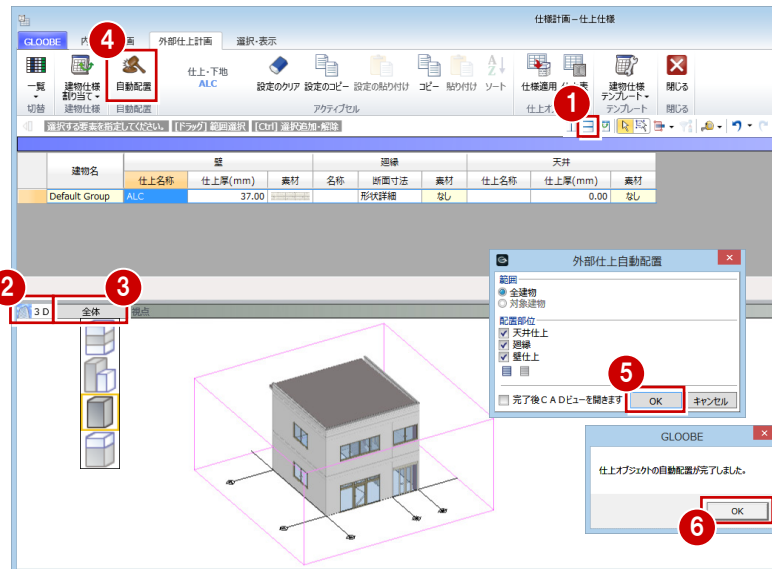 仕様計画－仕上仕様
GLOOBE 外部仕上計画 選択・表示
4
一覧 建物仕様割り当て 自動配置 仕上・下地 ALC 設定のクリア 設定のコピー 設定の貼り付け コピー 貼り付け ソート 仕様適用 建物仕様テンプレート 閉じる
切替 建物仕様 自動配置 アクティブセル テンプレート 閉じる
1
選択する要素を指定してください。 [[ドラッグ] 範囲選択] [[Ctrl] 選択追加・解除]
建物名 壁 廻縁 天井
仕上名称 仕上厚(mm) 素材 名称 断面寸法 素材 仕上名称 仕上厚(mm) 素材
Default Group ALC 37.00 形状詳細 なし 0.00 なし
2 3
3 D 全体 視点
外部仕上自動配置
範囲
全建物
対象建物
配置部位
天井仕上
廻縁
壁仕上
5
完了後ＣＡＤビューを開きます OK キャンセル
GLOOBE
仕上オブジェクトの自動配置が完了しました。
OK
6